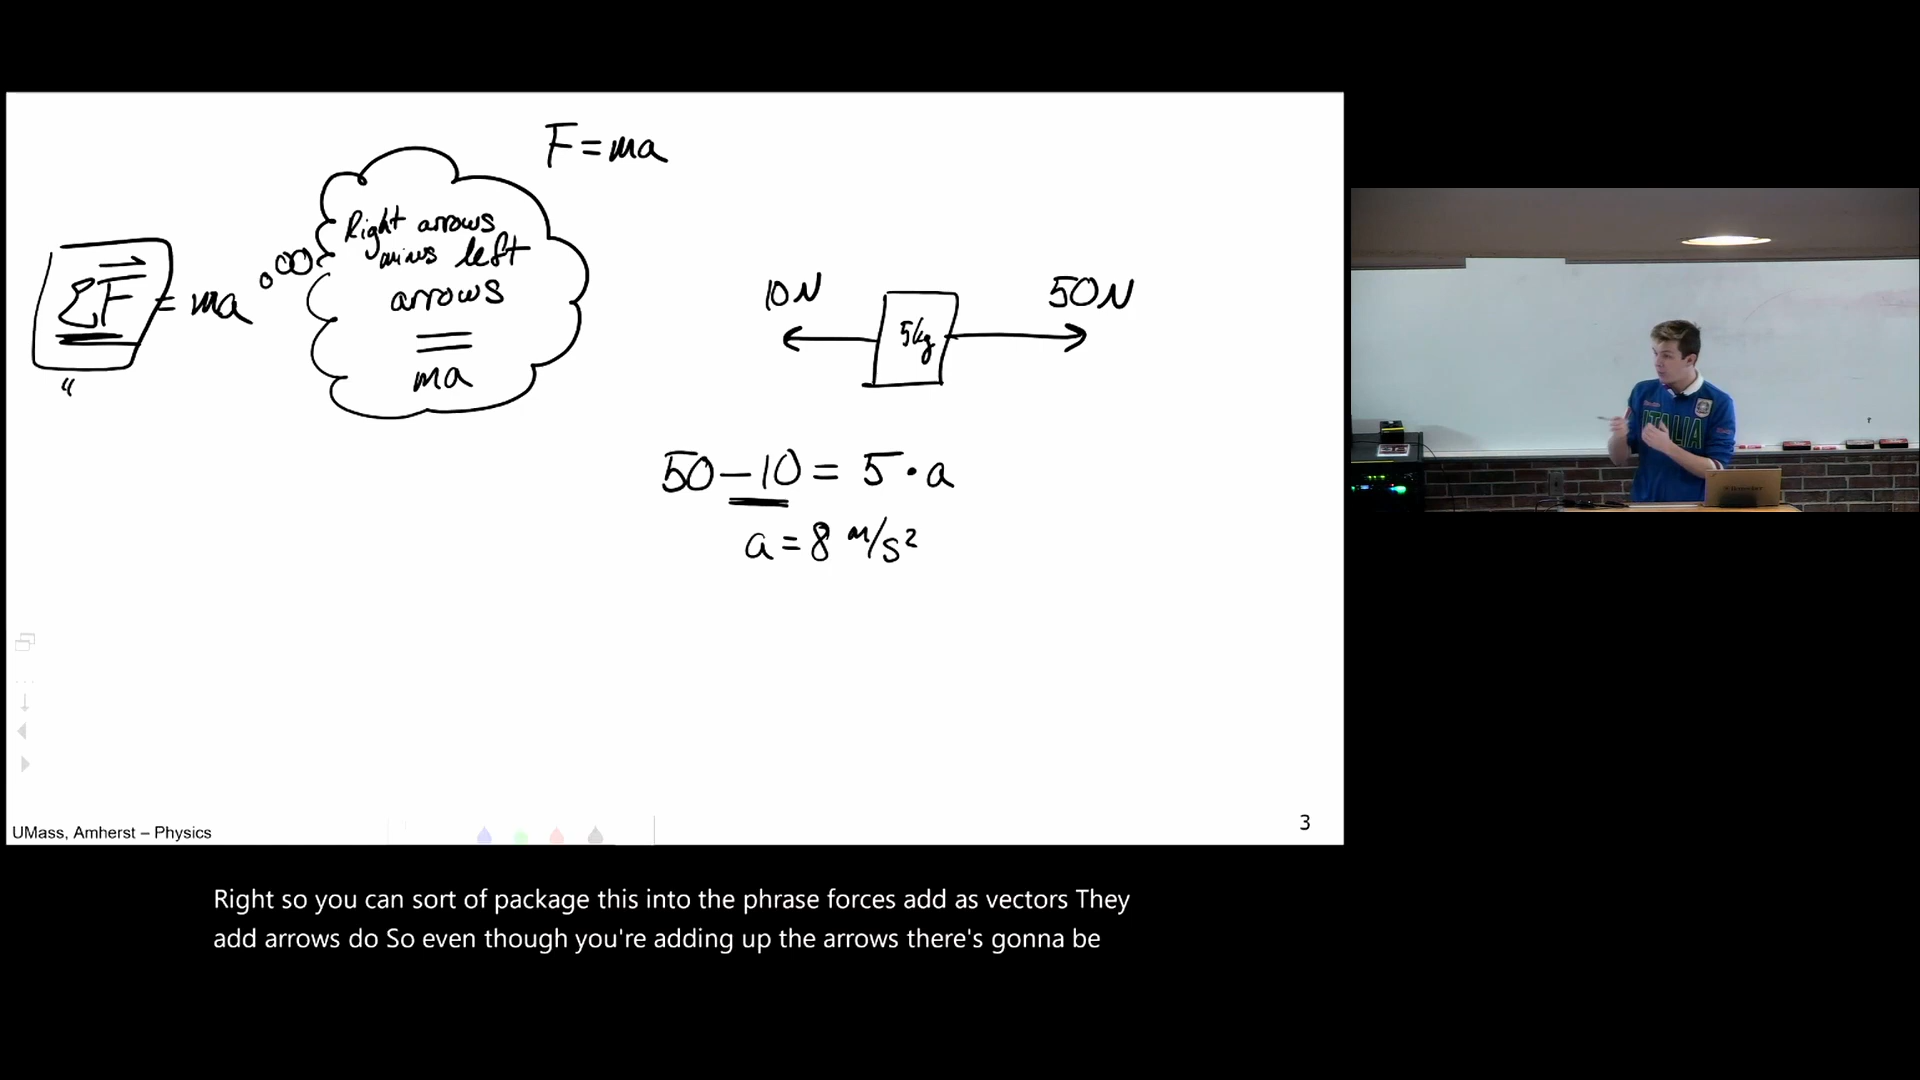 F = ma
ΣF = ma
Right arrows
minus left
arrows
=
ma
10N
5kg
50N
50 - 10 = 5 · a
a = 8 m/s²
UMass, Amherst – Physics
3
ITALIA
Right so you can sort of package this into the phrase forces add as vectors They
add arrows do So even though you're adding up the arrows there's gonna be